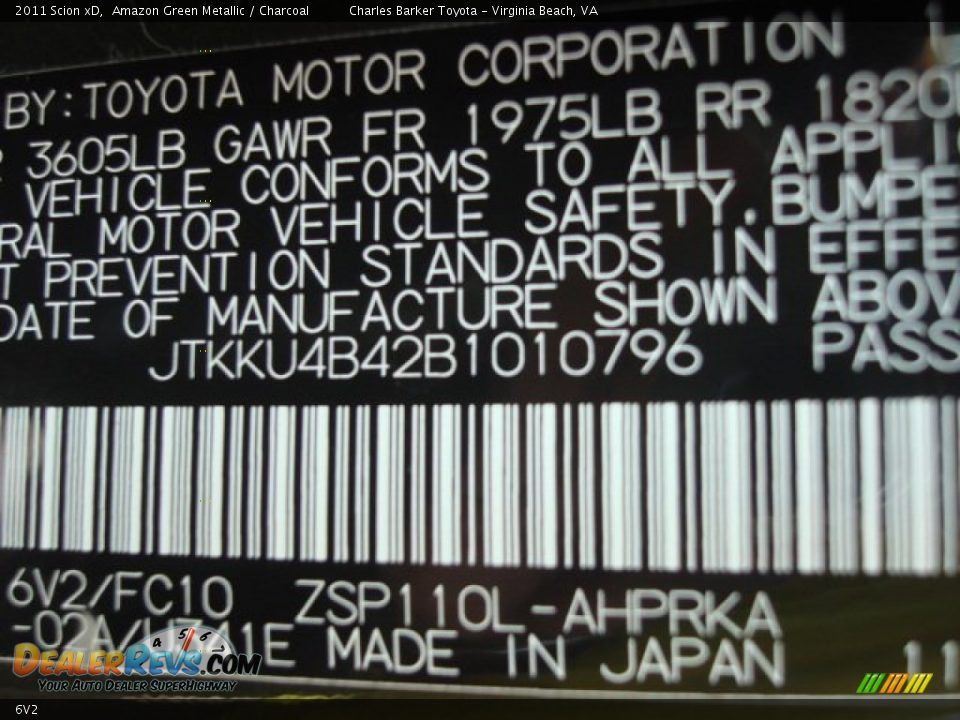 2011 Scion xD, Amazon Green Metallic / Charcoal Charles Barker Toyota - Virginia Beach, VA
BY:TOYOTA MOTOR CORPORATION
3605LB GAWR FR 1975LB RR 1820
VEHICLE CONFORMS TO ALL APPLI
RAL MOTOR VEHICLE SAFETY, BUMPE
T PREVENTION STANDARDS IN EFFE
DATE OF MANUFACTURE SHOWN ABOV
JTKKU4B42B1010796 PASS
6V2/FC10 ZSP110L-AHPRKA
-02A/U741E MADE IN JAPAN 11
DEALERREVS.COM
YOUR AUTO DEALER SUPERHIGHWAY
6V2